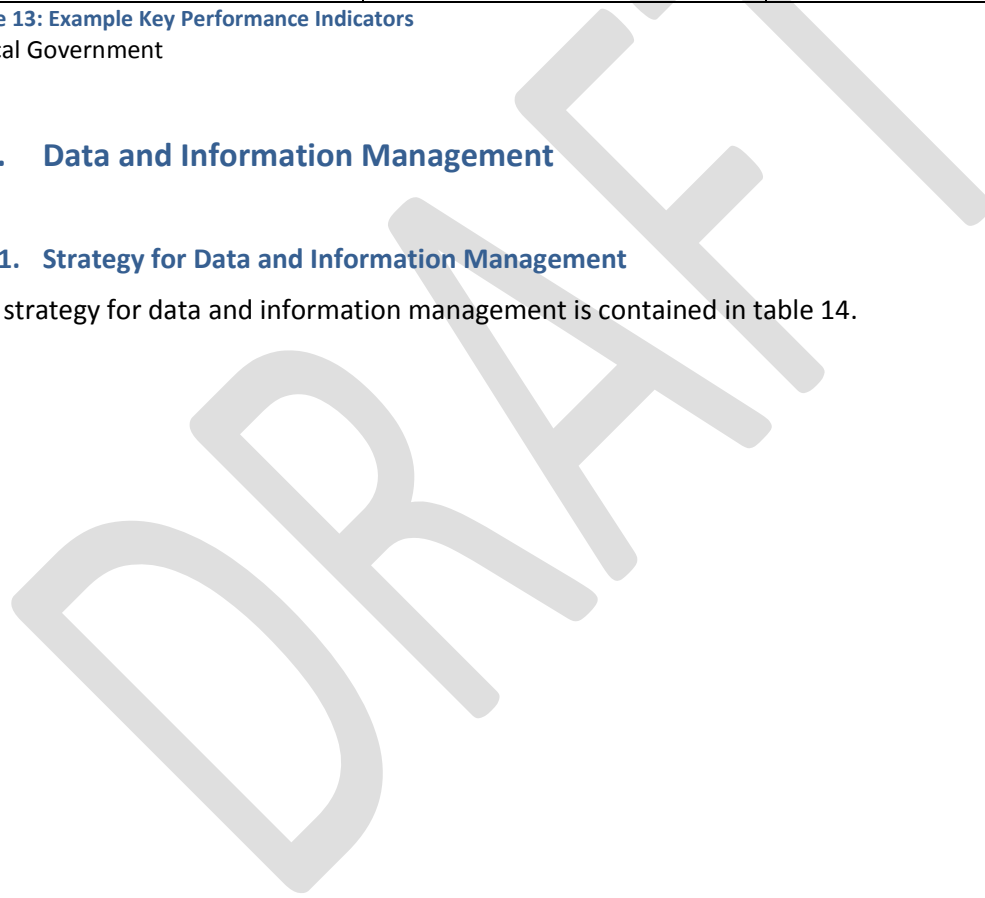 e 13: Example Key Performance Indicators
cal Government
. Data and Information Management
1. Strategy for Data and Information Management
strategy for data and information management is contained in table 14.
DRAFT